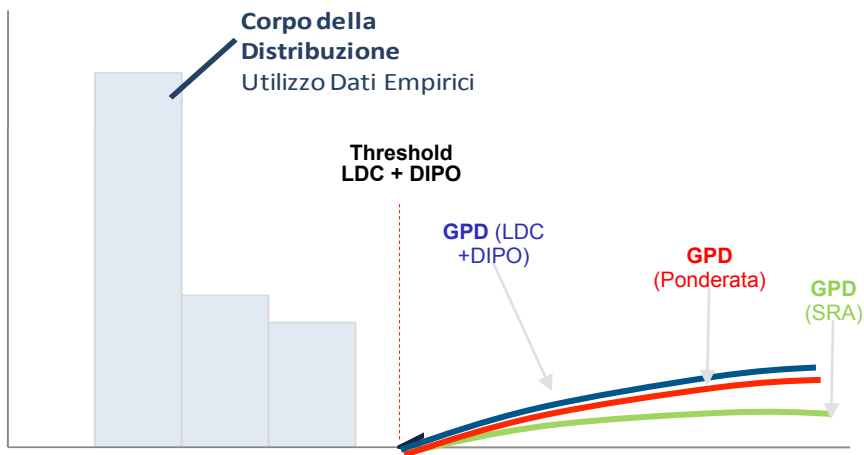 Corpo della
Distribuzione
Utilizzo Dati Empirici
Threshold
LDC + DIPO
GPD (LDC
+DIPO)
GPD
(Ponderata)
GPD
(SRA)